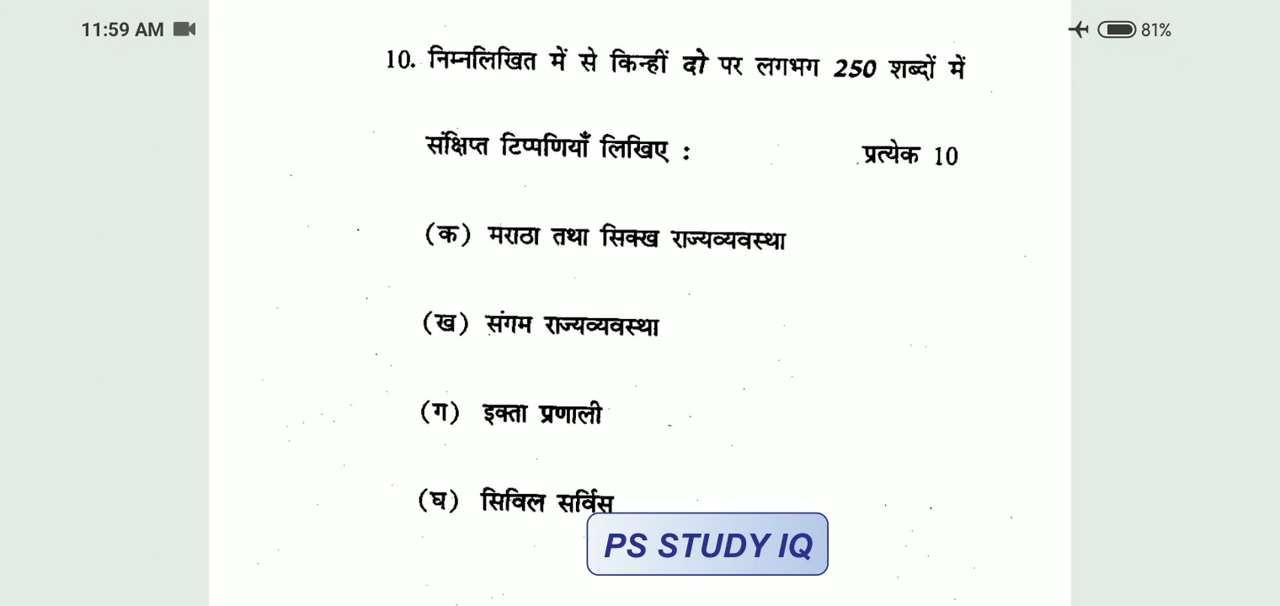 11:59 AM 81%
10. निम्नलिखित में से किन्हीं दो पर लगभग 250 शब्दों में
संक्षिप्त टिप्पणियाँ लिखिए : प्रत्येक 10
(क) मराठा तथा सिक्ख राज्यव्यवस्था
(ख) संगम राज्यव्यवस्था
(ग) इक्ता प्रणाली
(घ) सिविल सर्विस
PS STUDY IQ